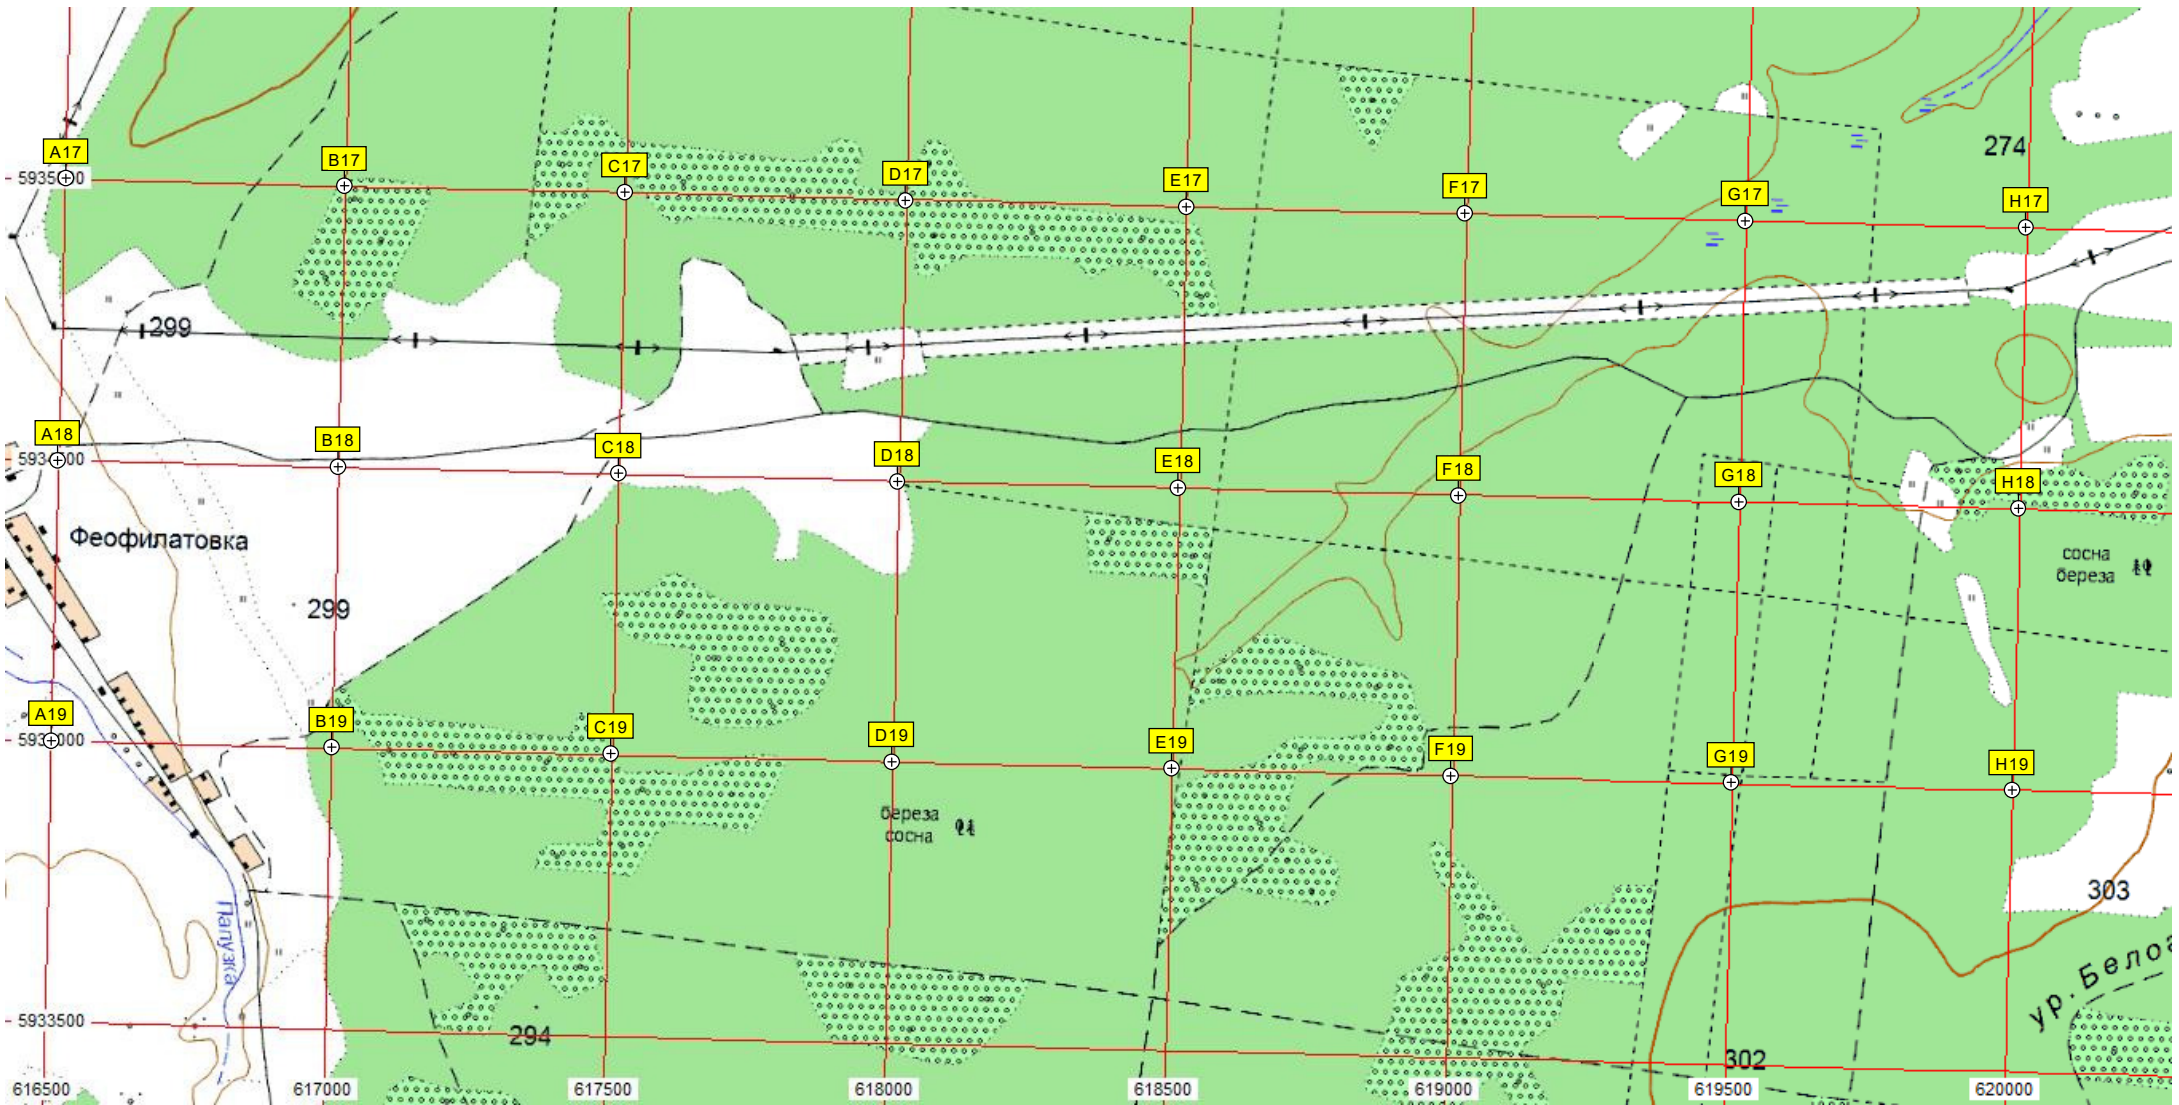 274
A17
B17
C17
D17
E17
F17
G17
H17
299
A18
B18
C18
D18
E18
F18
G18
H18
Феофилатовка
сосна
береза
299
A19
B19
C19
D19
E19
F19
G19
H19
береза
сосна
303
Папузка
ур. Белоа
5933500
294
302
616500
617000
617500
618000
618500
619000
619500
620000